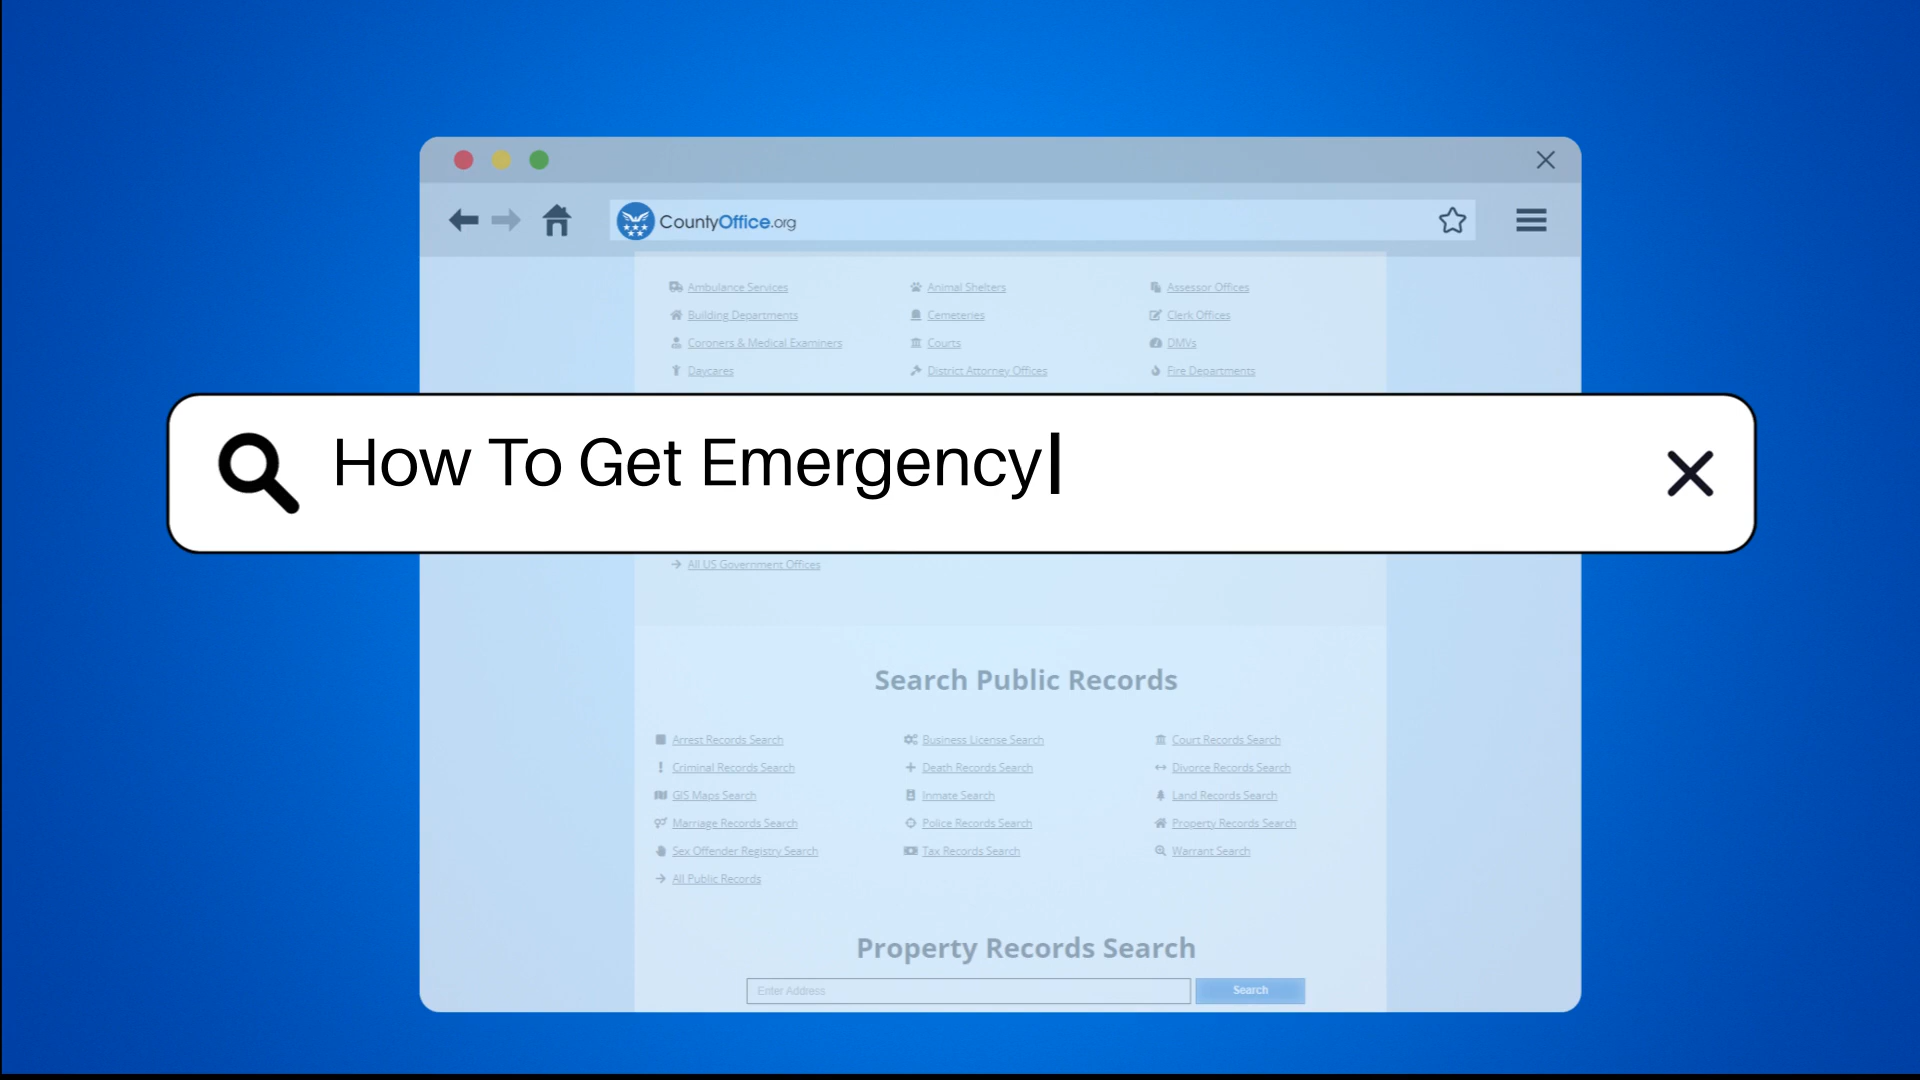 CountyOffice.org
Ambulance Services Animal Shelters Assessor Offices
Building Departments Cemeteries Clerk Offices
Coroners & Medical Examiners Courts DMVs
Daycares District Attorney Offices Fire Departments
How To Get Emergency
All US Government Offices
Search Public Records
Arrest Records Search Business License Search Court Records Search
Criminal Records Search Death Records Search Divorce Records Search
GIS Maps Search Inmate Search Land Records Search
Marriage Records Search Police Records Search Property Records Search
Sex Offender Registry Search Tax Records Search Warrant Search
All Public Records
Property Records Search
Enter Address Search